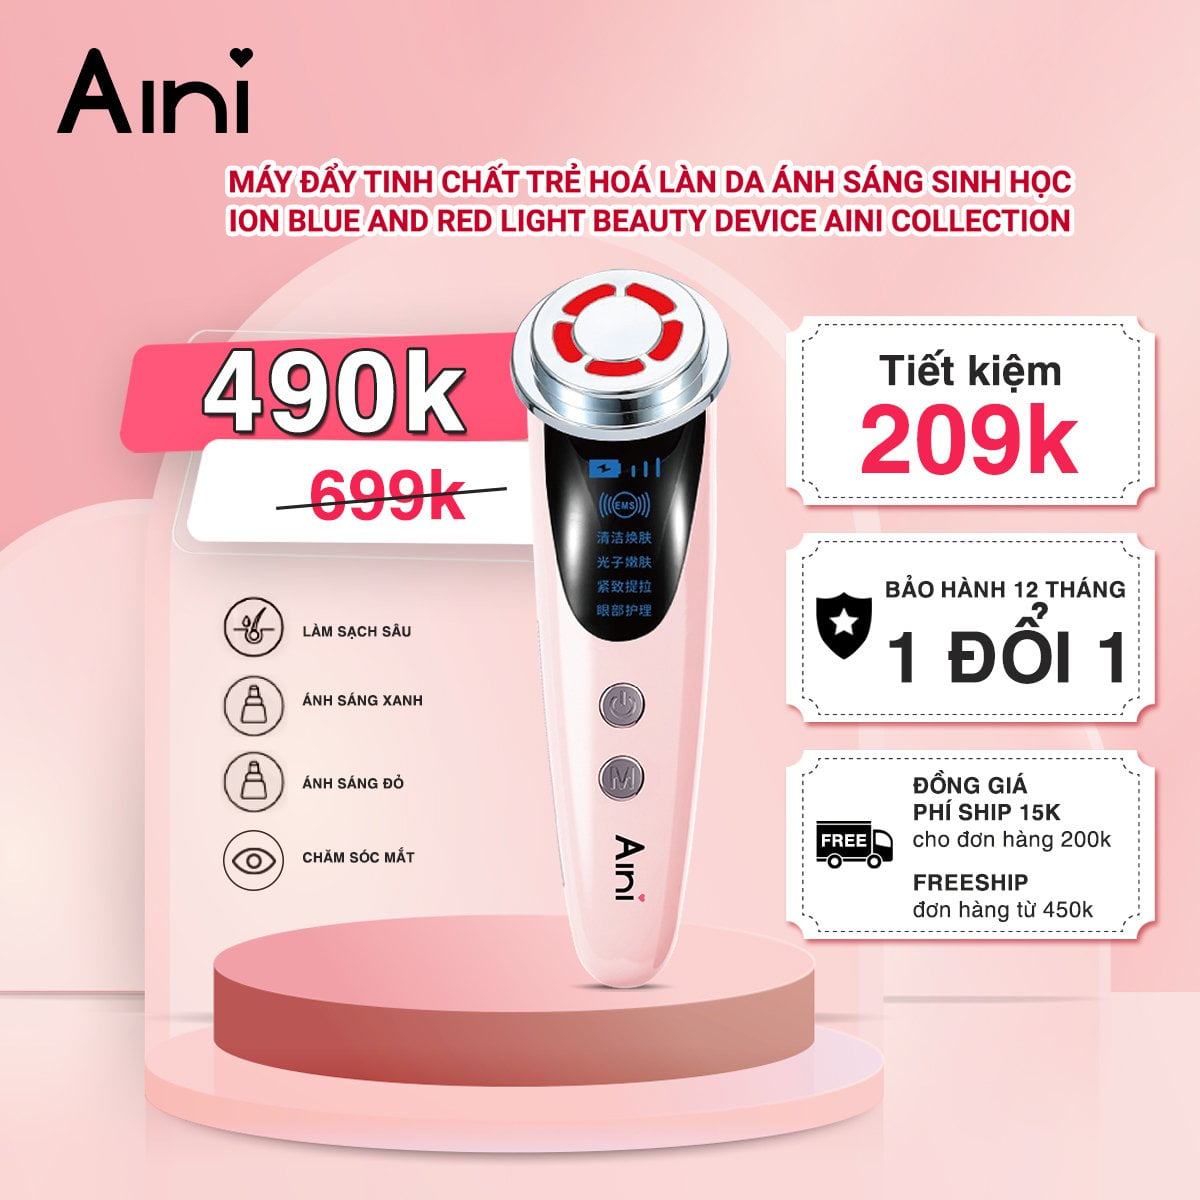 Aini
MÁY ĐẨY TINH CHẤT TRẺ HOÁ LÀN DA ÁNH SÁNG SINH HỌC
ION BLUE AND RED LIGHT BEAUTY DEVICE AINI COLLECTION
490k
699k
LÀM SẠCH SÂU
ÁNH SÁNG XANH
ÁNH SÁNG ĐỎ
CHĂM SÓC MẮT
EMS
清洁焕肤
光子嫩肤
紧致提拉
眼部护理
M
Aini
Tiết kiệm
209k
BẢO HÀNH 12 THÁNG
1 ĐỔI 1
FREE
ĐỒNG GIÁ
PHÍ SHIP 15K
cho đơn hàng 200k
FREESHIP
đơn hàng từ 450k